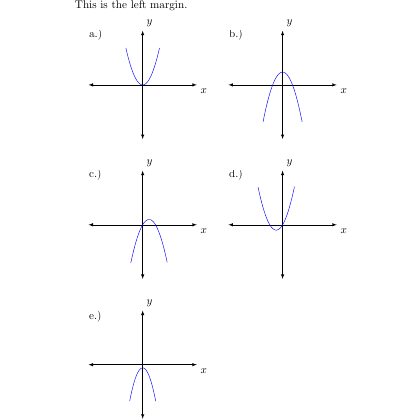 This is the left margin.
y
y
a.)
b.)
x
x
y
y
c.)
d.)
x
x
y
e.)
x